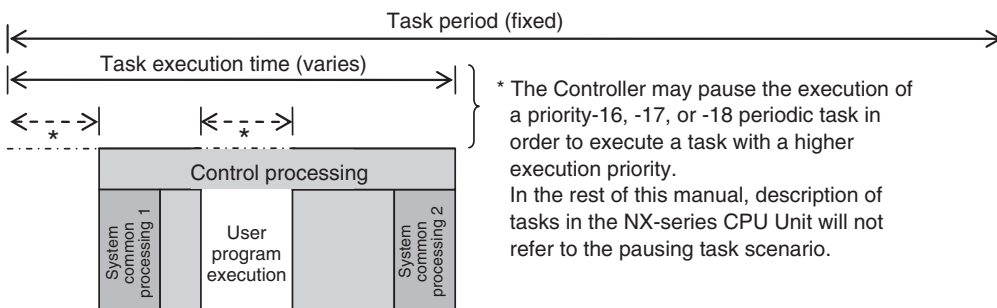 Task period (fixed)
Task execution time (varies)
*
*
* The Controller may pause the execution of
a priority-16, -17, or -18 periodic task in
order to execute a task with a higher
execution priority.
In the rest of this manual, description of
tasks in the NX-series CPU Unit will not
refer to the pausing task scenario.
Control processing
System
common
processing 1
User
program
execution
System
common
processing 2